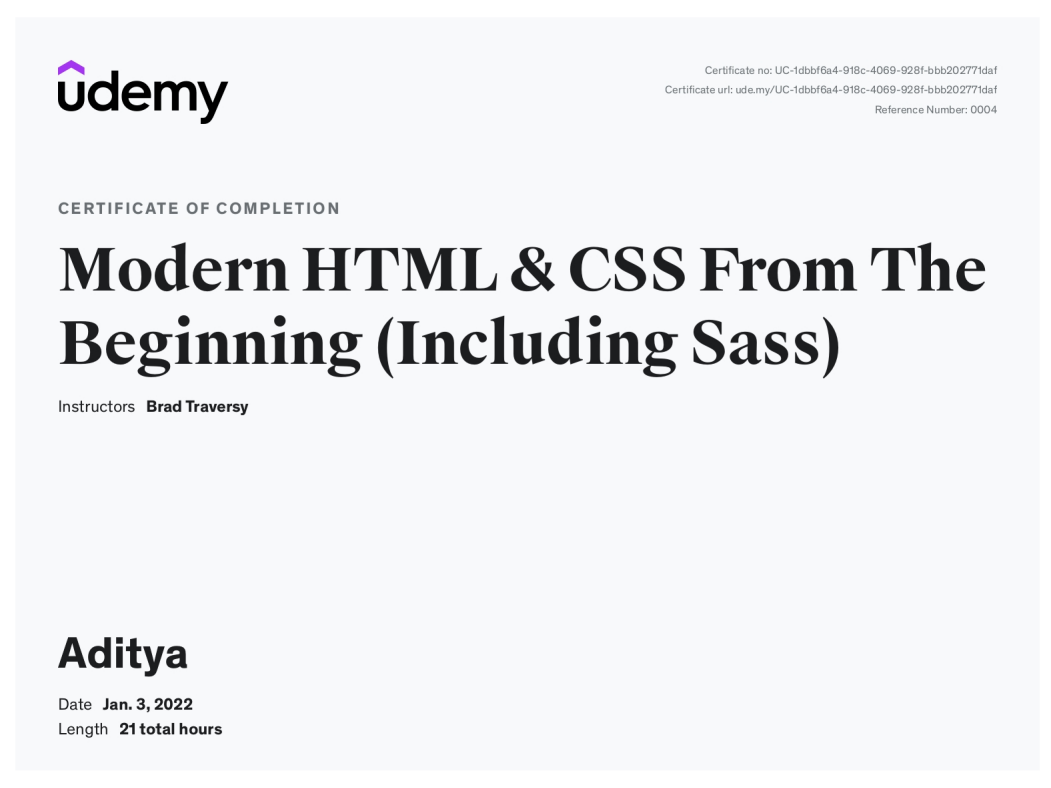 udemy
Certificate no: UC-1dbbf6a4-918c-4069-928f-bbb202771daf
Certificate url: ude.my/UC-1dbbf6a4-918c-4069-928f-bbb202771daf
Reference Number: 0004
CERTIFICATE OF COMPLETION
Modern HTML & CSS From The
Beginning (Including Sass)
Instructors Brad Traversy
Aditya
Date Jan. 3, 2022
Length 21 total hours